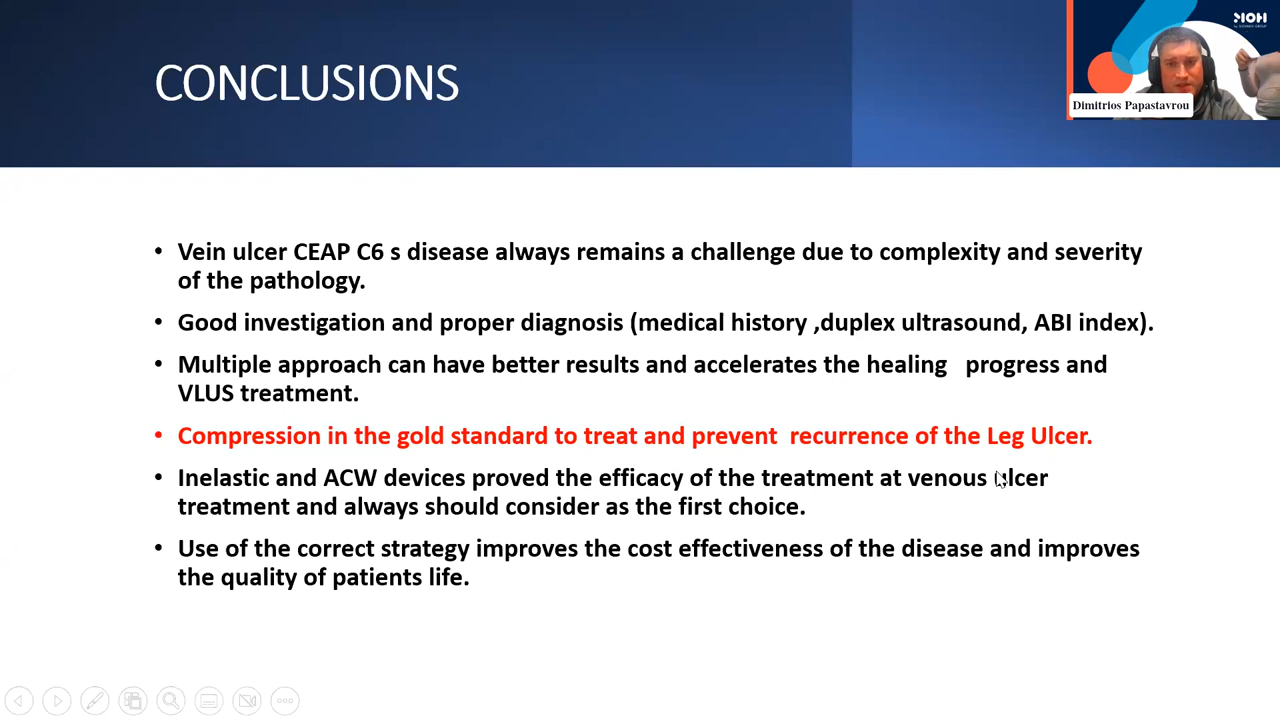 CONCLUSIONS
MOH
Dimitrios Papastavrou
• Vein ulcer CEAP C6 s disease always remains a challenge due to complexity and severity
of the pathology.
• Good investigation and proper diagnosis (medical history ,duplex ultrasound, ABI index).
• Multiple approach can have better results and accelerates the healing progress and
VLUS treatment.
• Compression in the gold standard to treat and prevent recurrence of the Leg Ulcer.
• Inelastic and ACW devices proved the efficacy of the treatment at venous ulcer
treatment and always should consider as the first choice.
• Use of the correct strategy improves the cost effectiveness of the disease and improves
the quality of patients life.